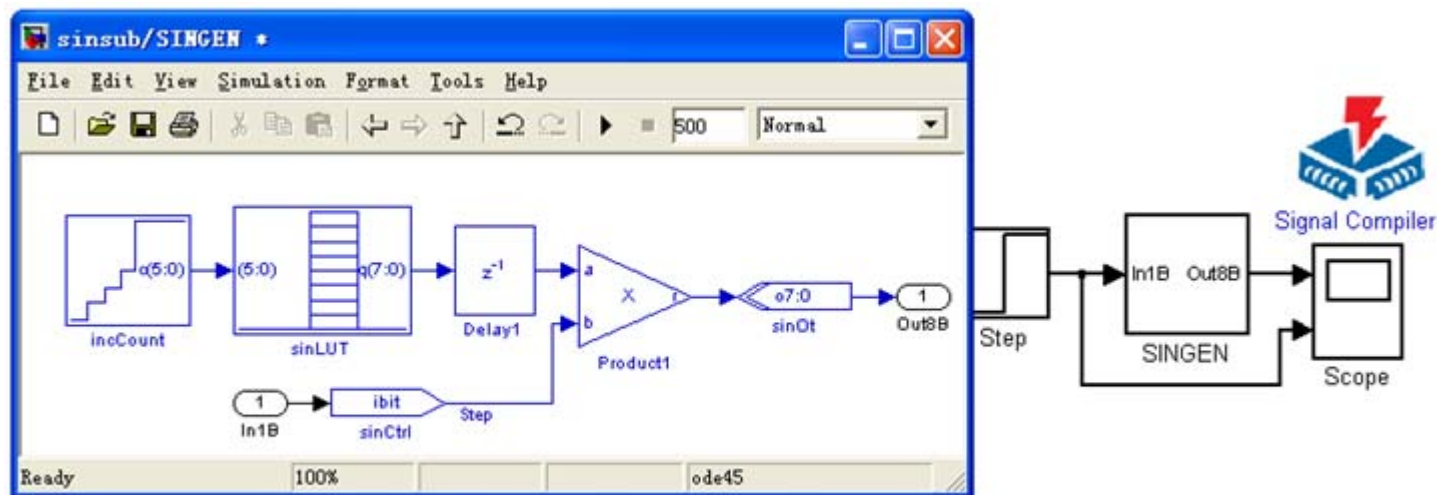 sinsub/SINGEN *
File Edit View Simulation Format Tools Help
500 Normal
a(5:0)
incCount
(5:0) q(7:0)
sinLUT
z-1
Delay1
a
b
X
r
Product1
o7:0
sinOt
1
Out8B
1
In1B
ibit
sinCtrl
Step
Ready 100% ode45
Step
In1B Out8B
SINGEN
Signal Compiler
Scope